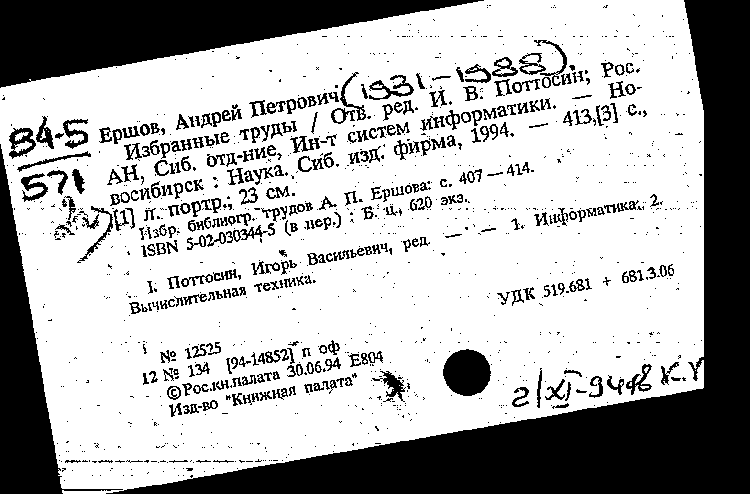 Ершов, Андрей Петрович (1931-1988).
94-5
571
Избранные труды / Отв. ред. И. В. Поттосин; Рос.
АН, Сиб. отд-ние, Ин-т систем информатики. — Но-
восибирск : Наука. Сиб. изд. фирма, 1994. — 413,[3] с.,
[1] л. портр.; 23 см.
Избр. библиогр. трудов А. П. Ершова: с. 407—414.
ISBN 5-02-030344-5 (в пер.) : Б. ц., 620 экз.
I. Поттосин, Игорь Васильевич, ред. — — 1. Информатика. 2.
Вычислительная техника.
УДК 519.681 + 681.3.06
1 № 12525
12 № 134 [94-14852] п оф
©Рос.кн.палата 30.06.94 Е804
Изд-во "Книжная палата"
2/XI-94